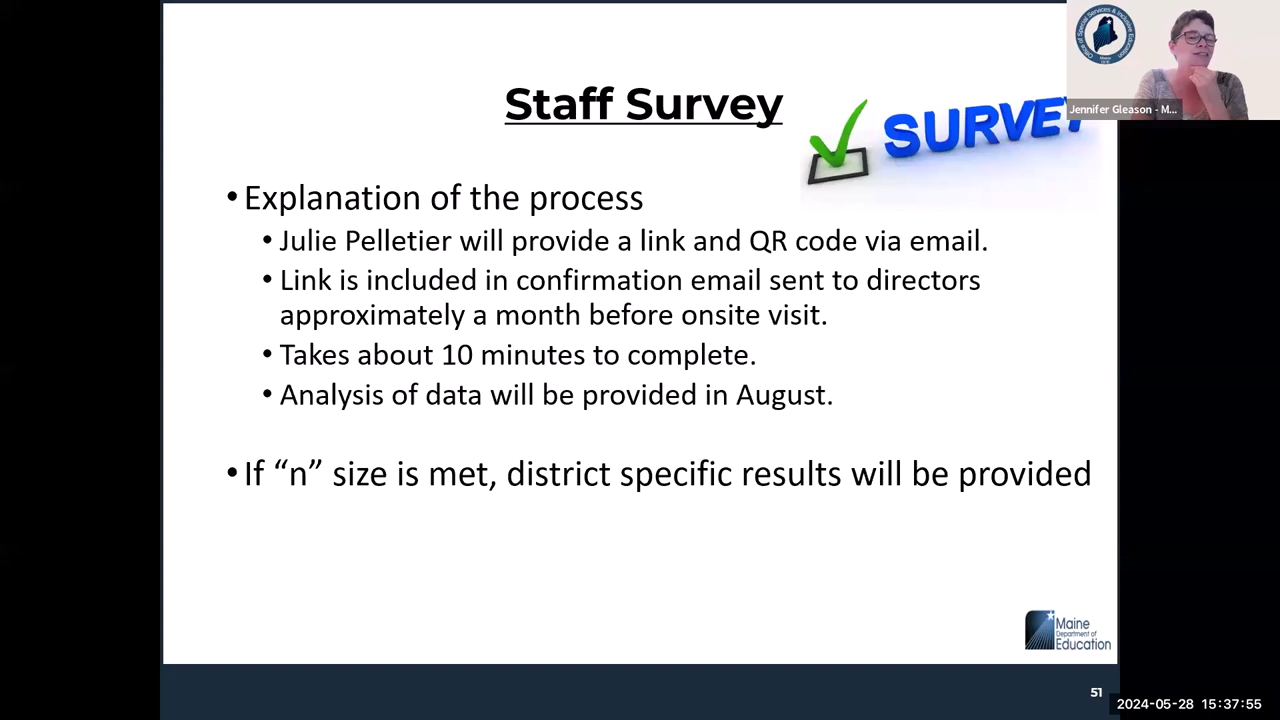 Staff Survey
SURVEY
Jennifer Gleason - M...
• Explanation of the process
• Julie Pelletier will provide a link and QR code via email.
• Link is included in confirmation email sent to directors
approximately a month before onsite visit.
• Takes about 10 minutes to complete.
• Analysis of data will be provided in August.
• If “n” size is met, district specific results will be provided
Maine
Department of
Education
51
2024-05-28 15:37:55